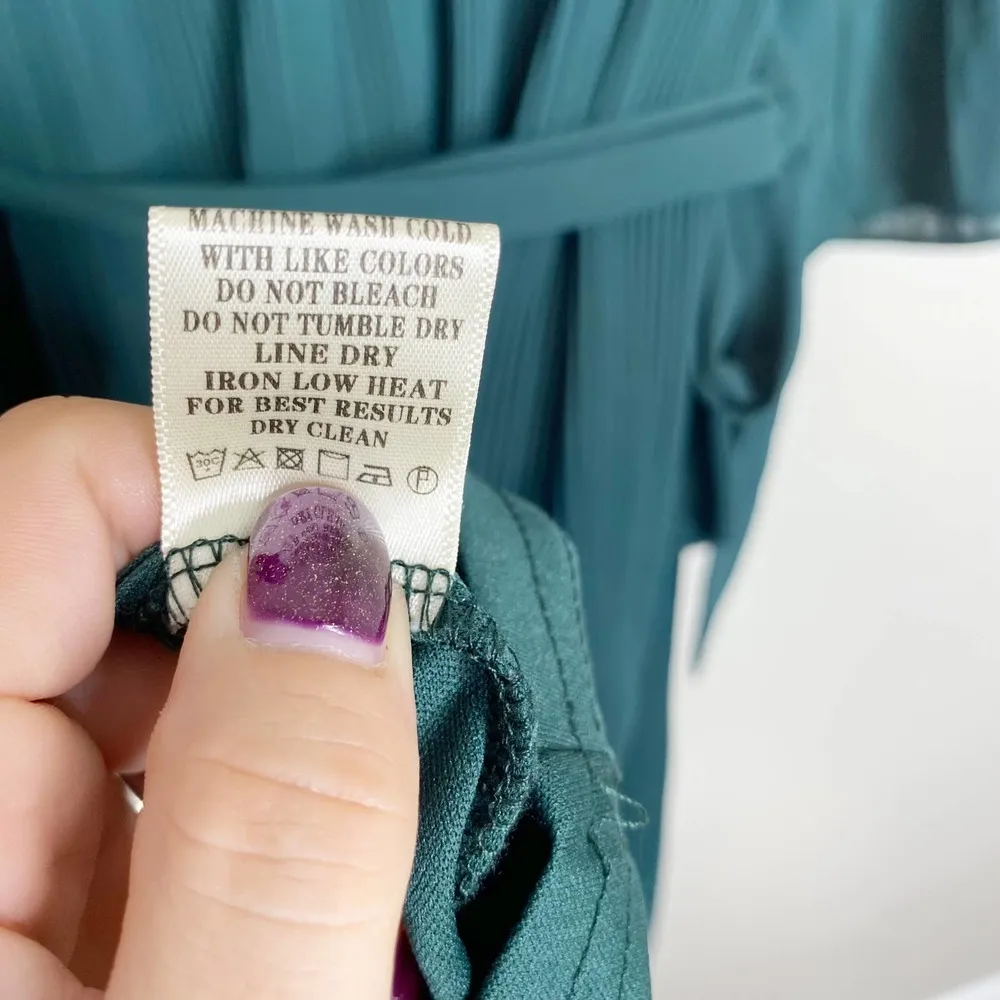 MACHINE WASH COLD
WITH LIKE COLORS
DO NOT BLEACH
DO NOT TUMBLE DRY
LINE DRY
IRON LOW HEAT
FOR BEST RESULTS
DRY CLEAN
30C P